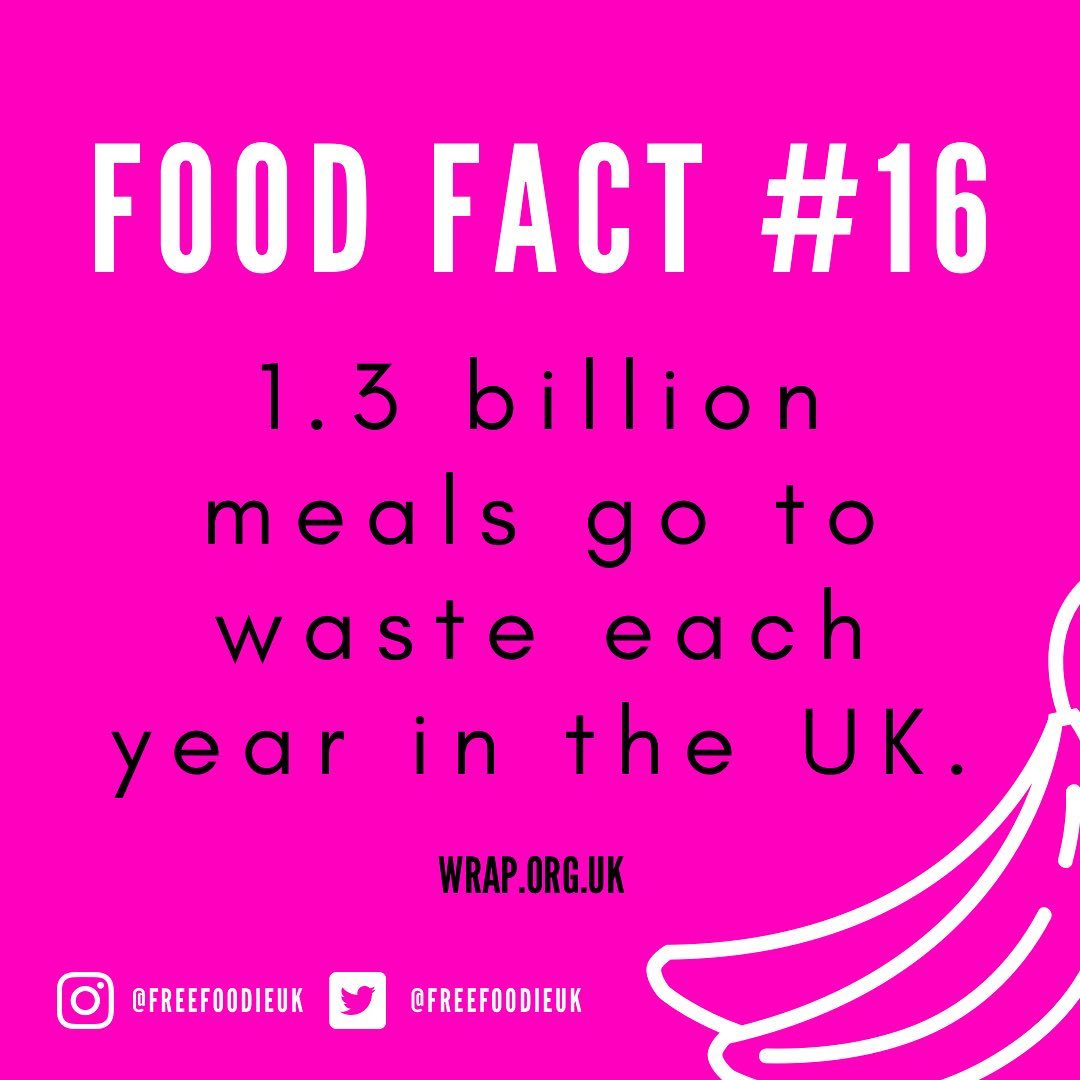 FOOD FACT #16
1.3 billion
meals go to
waste each
year in the UK.
WRAP.ORG.UK
@FREEFOODIEUK @FREEFOODIEUK